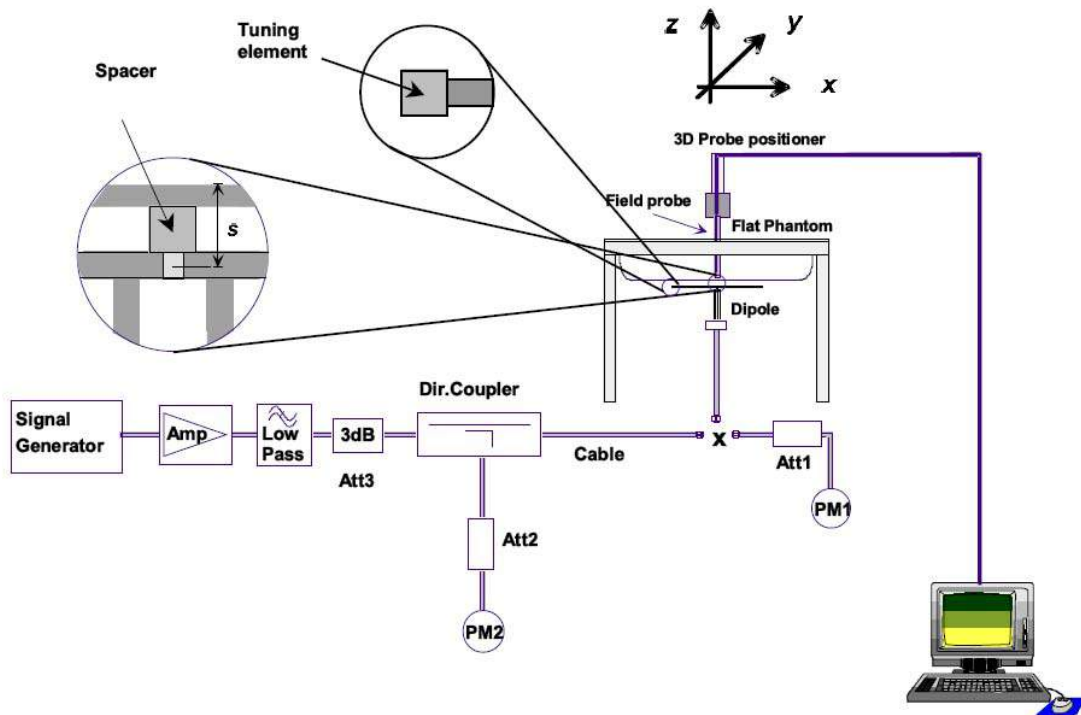 Tuning
element
Spacer
s
z
y
x
3D Probe positioner
Field probe
Flat Phantom
Dipole
Signal
Generator
Amp
Low
Pass
3dB
Att3
Dir.Coupler
Cable
x
Att1
PM1
Att2
PM2